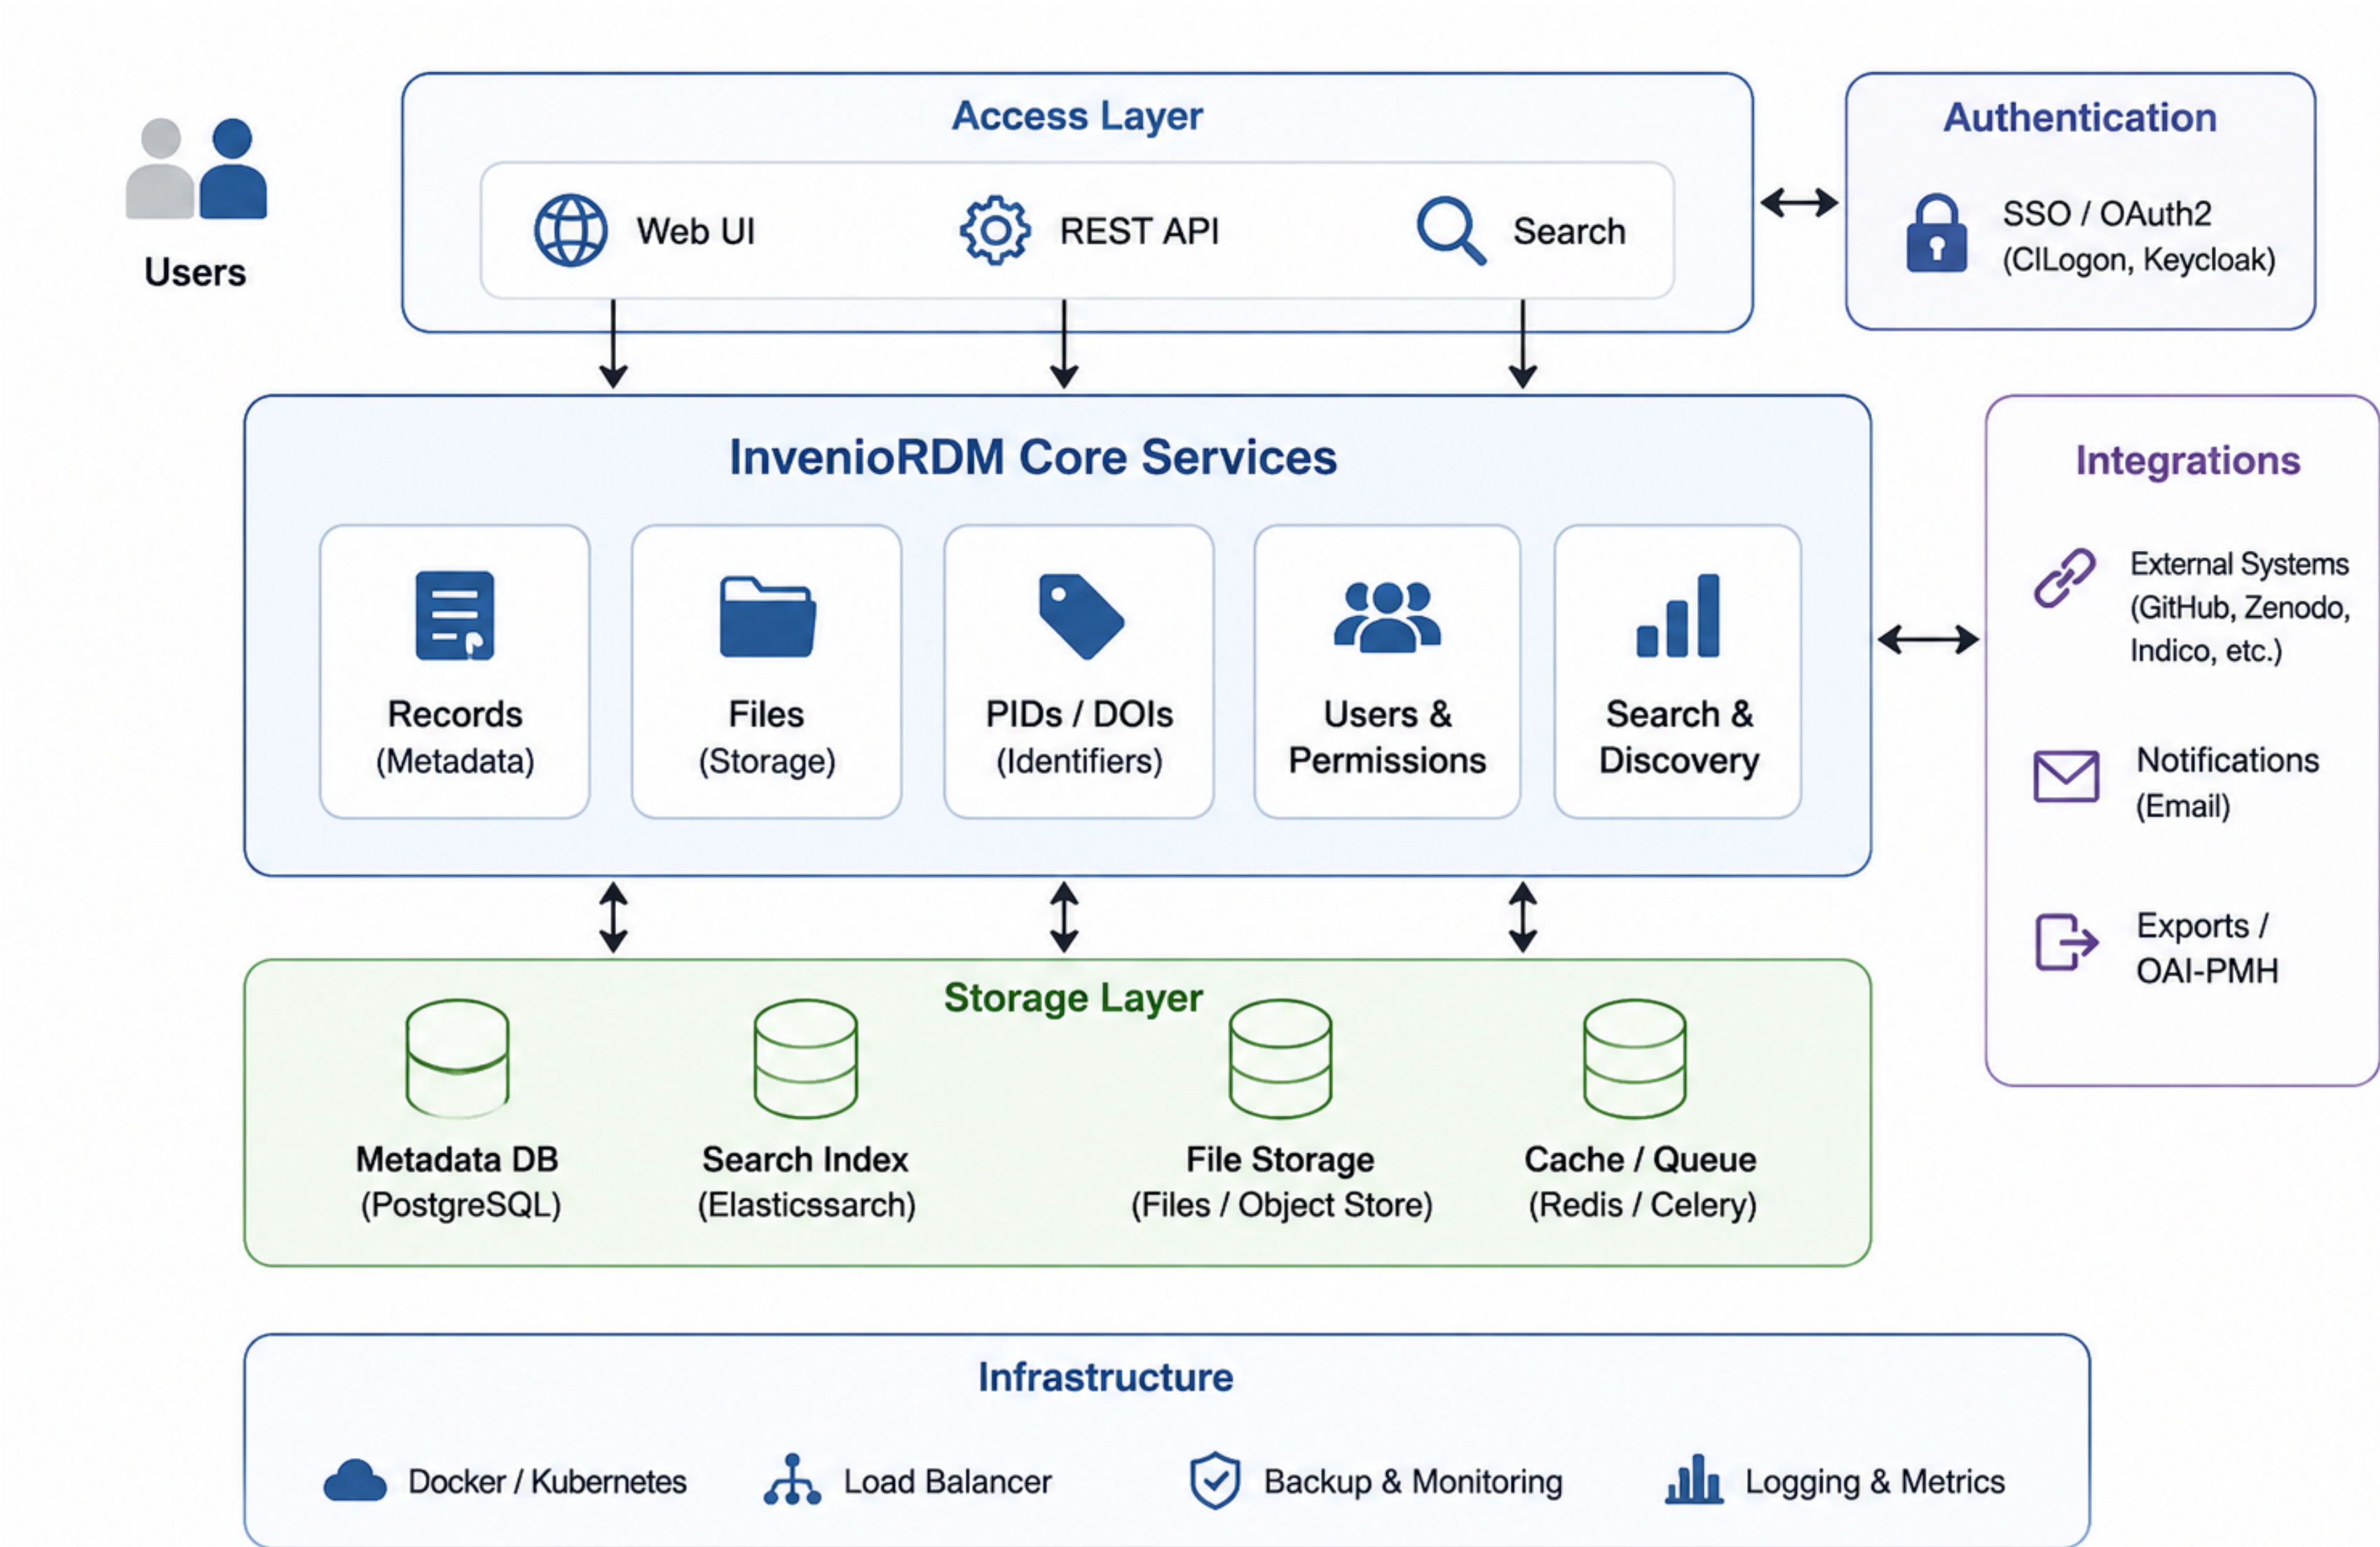 Users
Access Layer
Web UI
REST API
Search
Authentication
SSO / OAuth2
(CILogon, Keycloak)
InvenioRDM Core Services
Records
(Metadata)
Files
(Storage)
PIDs / DOIs
(Identifiers)
Users &
Permissions
Search &
Discovery
Integrations
External Systems
(GitHub, Zenodo,
Indico, etc.)
Notifications
(Email)
Exports /
OAI-PMH
Storage Layer
Metadata DB
(PostgreSQL)
Search Index
(Elasticssarch)
File Storage
(Files / Object Store)
Cache / Queue
(Redis / Celery)
Infrastructure
Docker / Kubernetes
Load Balancer
Backup & Monitoring
Logging & Metrics